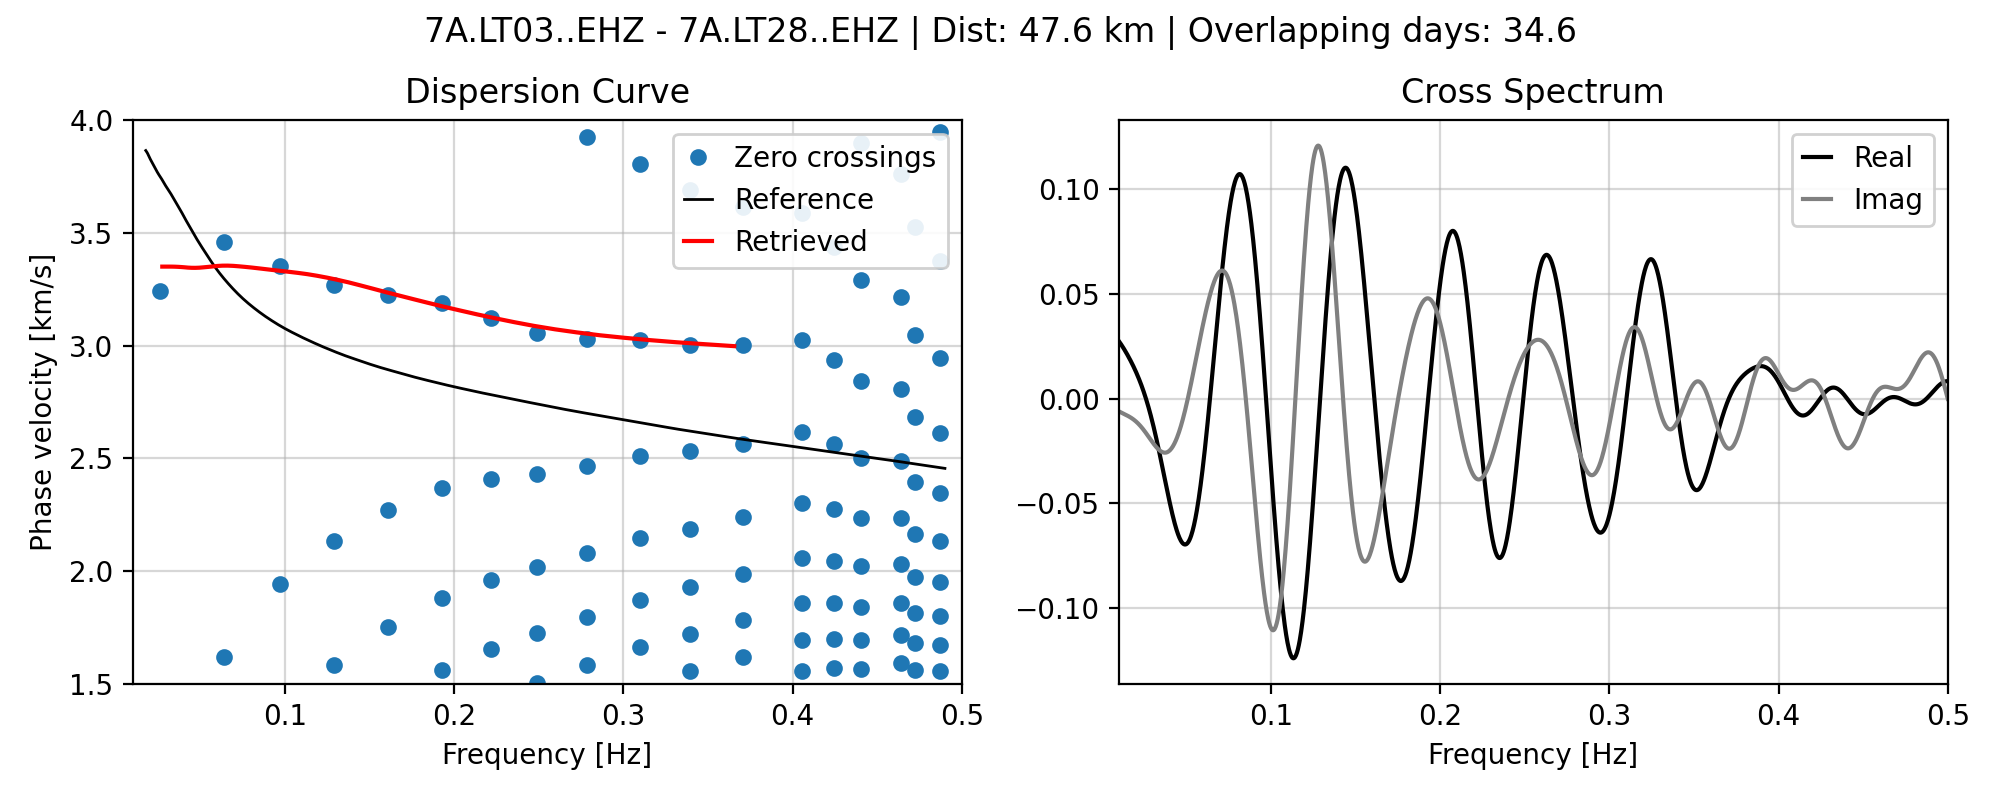 7A.LT03..EHZ - 7A.LT28..EHZ | Dist: 47.6 km | Overlapping days: 34.6
Dispersion Curve
Phase velocity [km/s]
4.0
3.5
3.0
2.5
2.0
1.5
0.1
0.2
0.3
0.4
0.5
Frequency [Hz]
Zero crossings
Reference
Retrieved
Cross Spectrum
0.10
0.05
0.00
−0.05
−0.10
0.1
0.2
0.3
0.4
0.5
Frequency [Hz]
Real
Imag